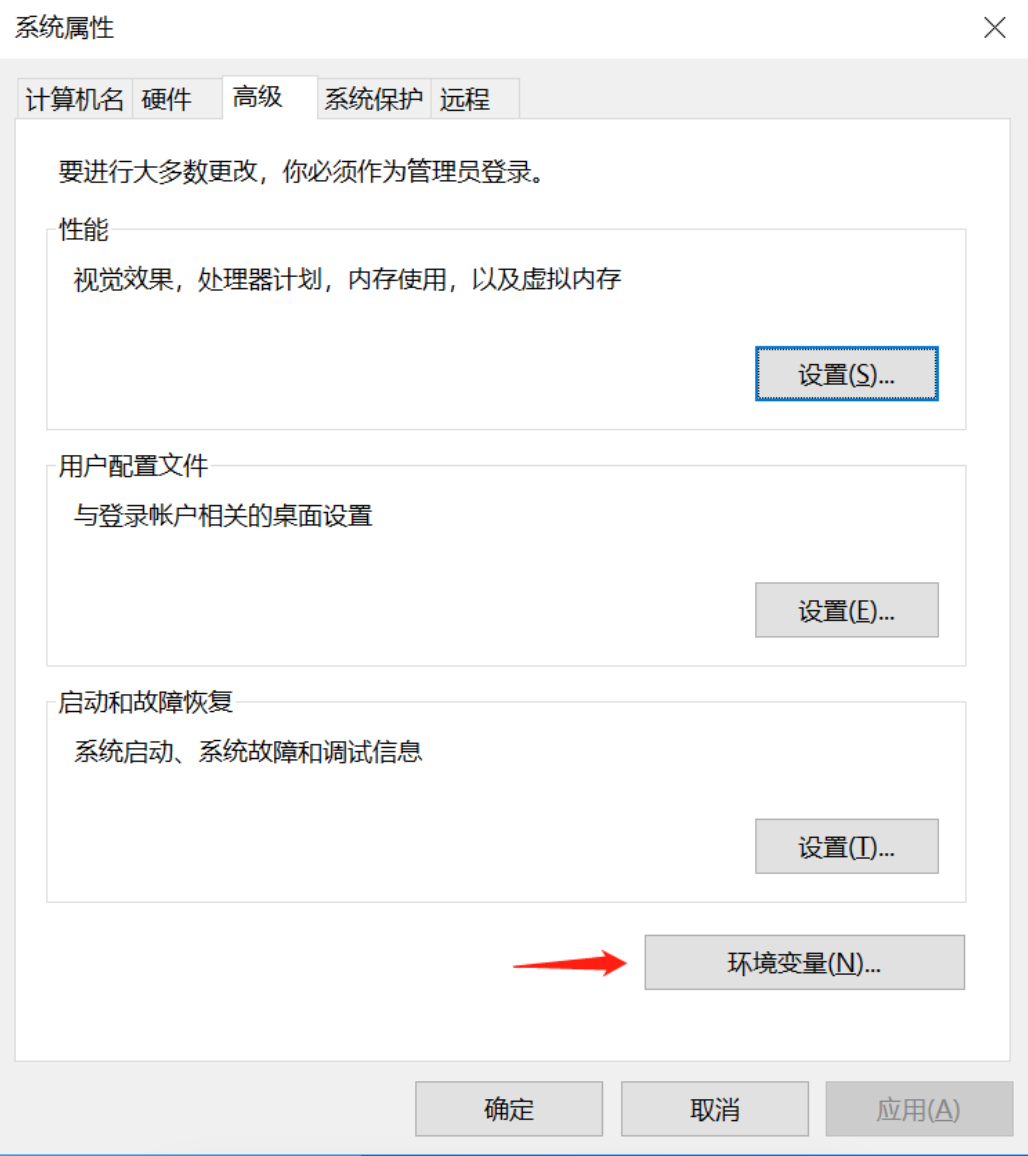 系统属性
计算机名 硬件 高级 系统保护 远程
要进行大多数更改，你必须作为管理员登录。
性能
视觉效果，处理器计划，内存使用，以及虚拟内存
设置(S)...
用户配置文件
与登录帐户相关的桌面设置
设置(E)...
启动和故障恢复
系统启动、系统故障和调试信息
设置(T)...
环境变量(N)...
确定 取消 应用(A)